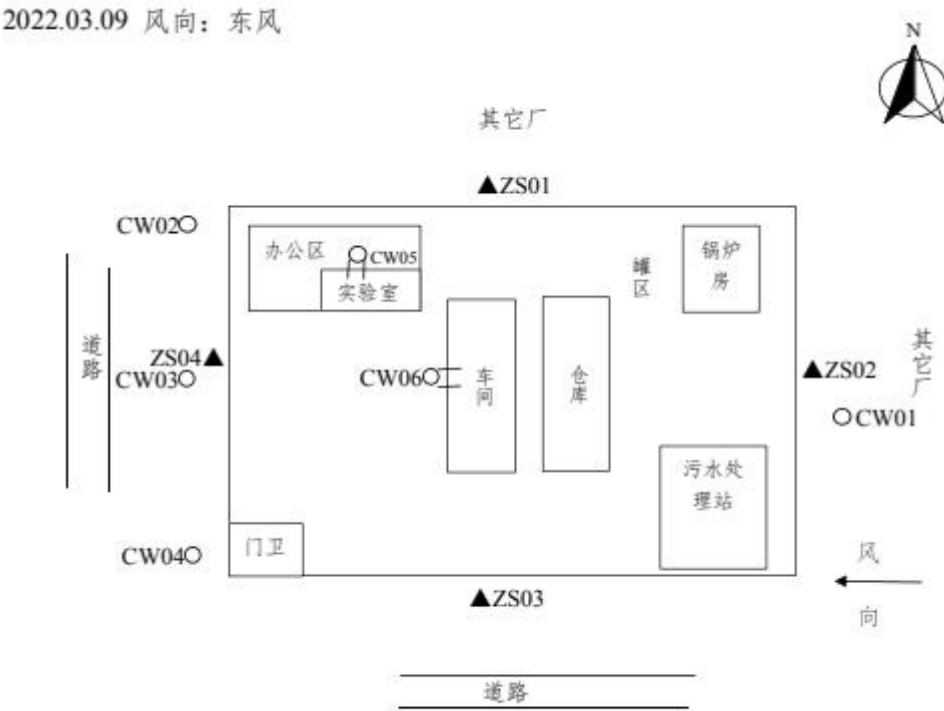 2022.03.09 风向：东风
N
其它厂
▲ZS01
CW02
办公区
CW05
实验室
罐区
锅炉
房
道路
ZS04▲
CW03
CW06
车间
仓库
▲ZS02
其它厂
CW01
污水处
理站
CW04
门卫
风
向
▲ZS03
道路